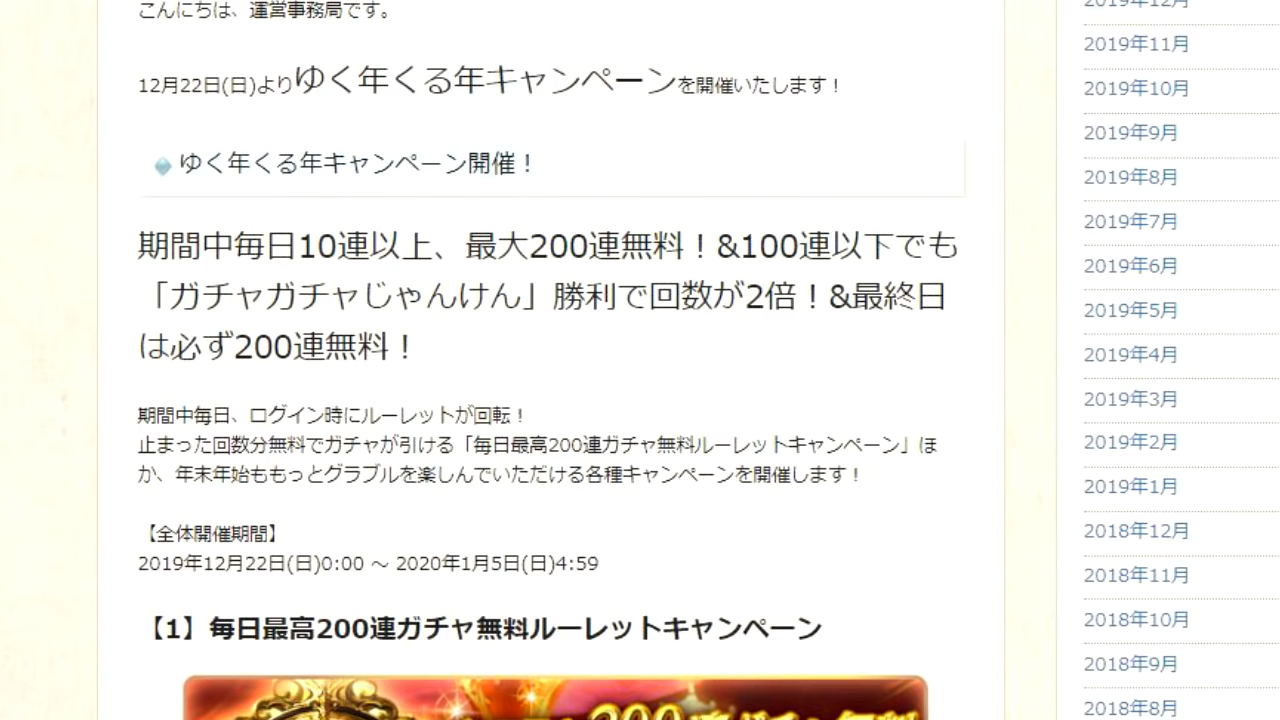 こんにちは、運営事務局です。
12月22日(日)よりゆく年くる年キャンペーンを開催いたします！
ゆく年くる年キャンペーン開催！
期間中毎日10連以上、最大200連無料！&100連以下でも
「ガチャガチャじゃんけん」勝利で回数が2倍！&最終日
は必ず200連無料！
期間中毎日、ログイン時にルーレットが回転！
止まった回数分無料でガチャが引ける「毎日最高200連ガチャ無料ルーレットキャンペーン」ほ
か、年末年始ももっとグラブルを楽しんでいただける各種キャンペーンを開催します！
【全体開催期間】
2019年12月22日(日)0:00 ～ 2020年1月5日(日)4:59
【1】毎日最高200連ガチャ無料ルーレットキャンペーン
200連ガチャ無料
2019年12月
2019年11月
2019年10月
2019年9月
2019年8月
2019年7月
2019年6月
2019年5月
2019年4月
2019年3月
2019年2月
2019年1月
2018年12月
2018年11月
2018年10月
2018年9月
2018年8月